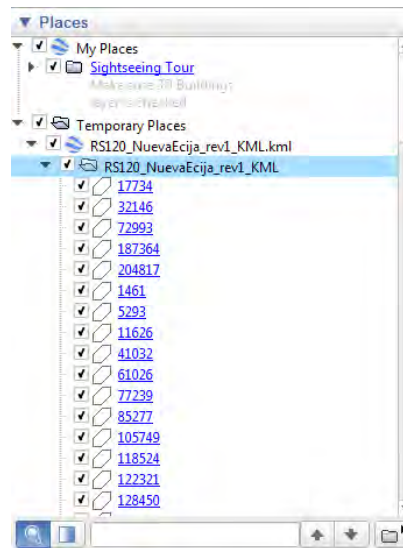 Places
My Places
Sightseeing Tour
Make sure 3D Buildings
layer is checked
Temporary Places
RS120_NuevaEcija_rev1_KML.kml
RS120_NuevaEcija_rev1_KML
17734
32146
72993
187364
204817
1461
5293
11626
41032
61026
77239
85277
105749
118524
122321
128450